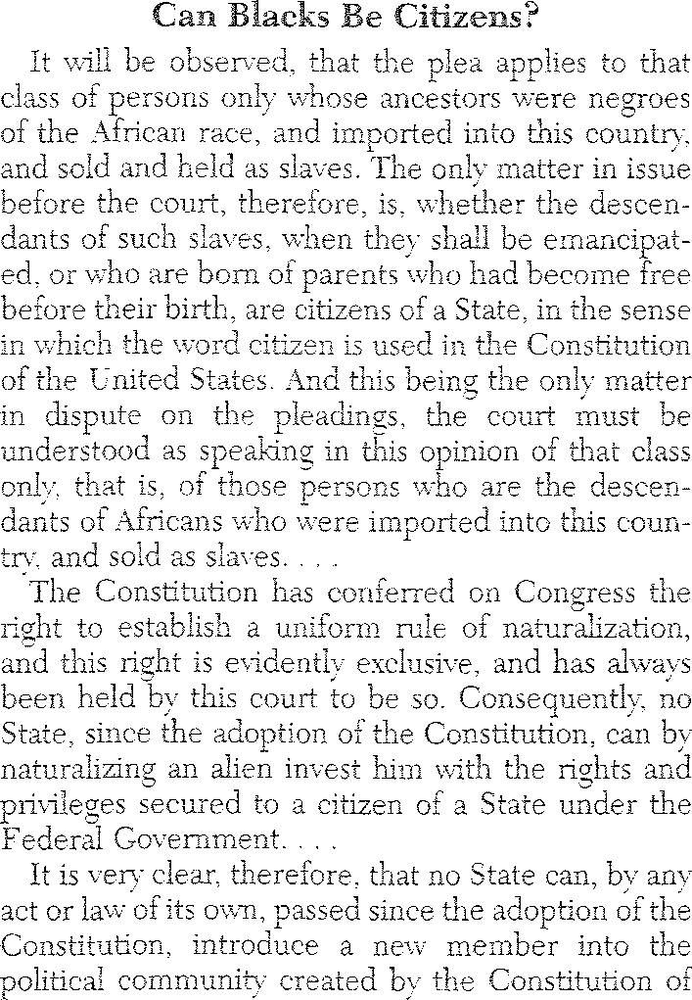 Can Blacks Be Citizens?
It will be observed, that the plea applies to that
class of persons only whose ancestors were negroes
of the African race, and imported into this country,
and sold and held as slaves. The only matter in issue
before the court, therefore, is, whether the descen-
dants of such slaves, when they shall be emancipat-
ed, or who are born of parents who had become free
before their birth, are citizens of a State, in the sense
in which the word citizen is used in the Constitution
of the United States. And this being the only matter
in dispute on the pleadings, the court must be
understood as speaking in this opinion of that class
only, that is, of those persons who are the descen-
dants of Africans who were imported into this coun-
try, and sold as slaves. . . .
The Constitution has conferred on Congress the
right to establish a uniform rule of naturalization,
and this right is evidently exclusive, and has always
been held by this court to be so. Consequently, no
State, since the adoption of the Constitution, can by
naturalizing an alien invest him with the rights and
privileges secured to a citizen of a State under the
Federal Government. . . .
It is very clear, therefore, that no State can, by any
act or law of its own, passed since the adoption of the
Constitution, introduce a new member into the
political community created by the Constitution of